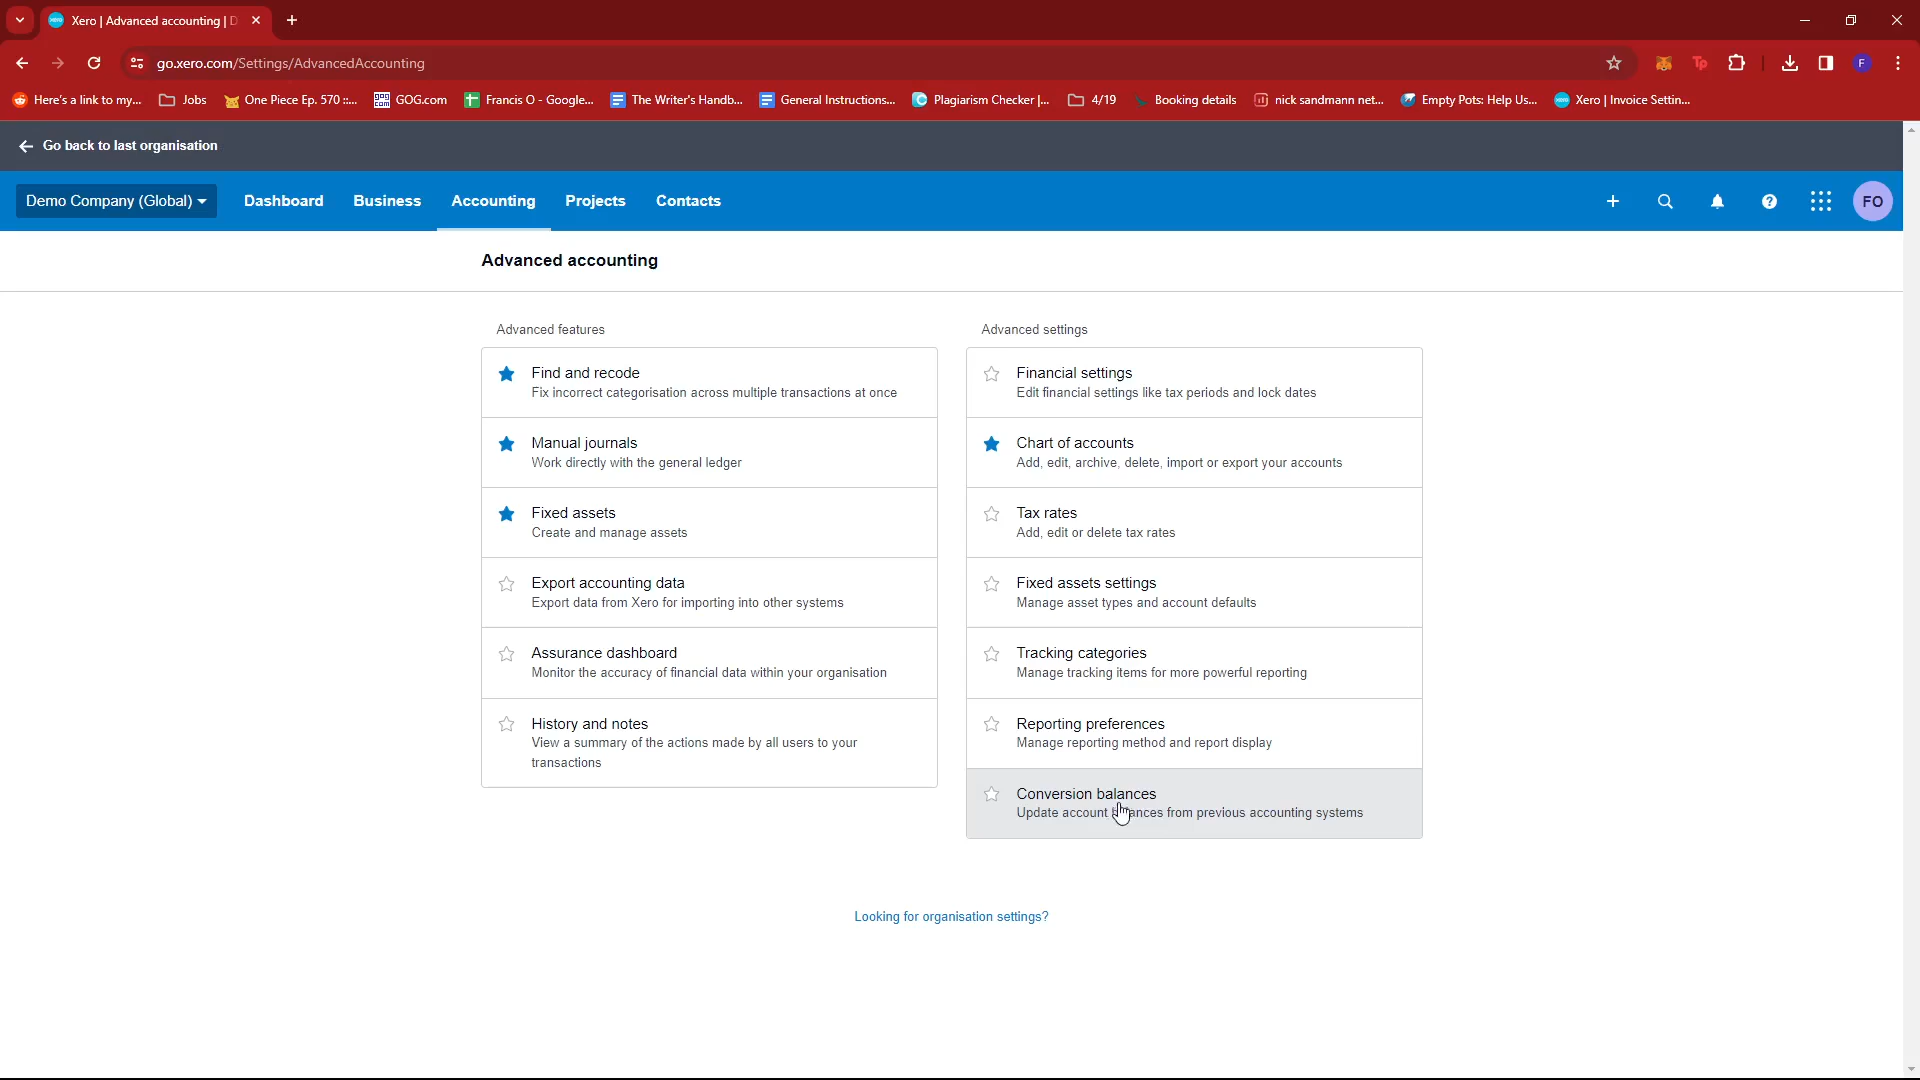 Xero | Advanced accounting | D
go.xero.com/Settings/AdvancedAccounting
Tp
F
Here's a link to my... Jobs One Piece Ep. 570 ::... GOG.com Francis O - Google... The Writer's Handb... General Instructions... Plagiarism Checker |... 4/19 Booking details nick sandmann net... Empty Pots: Help Us... Xero | Invoice Settin...
Go back to last organisation
Demo Company (Global) Dashboard Business Accounting Projects Contacts FO
Advanced accounting
Advanced features
Find and recode
Fix incorrect categorisation across multiple transactions at once
Manual journals
Work directly with the general ledger
Fixed assets
Create and manage assets
Export accounting data
Export data from Xero for importing into other systems
Assurance dashboard
Monitor the accuracy of financial data within your organisation
History and notes
View a summary of the actions made by all users to your
transactions
Advanced settings
Financial settings
Edit financial settings like tax periods and lock dates
Chart of accounts
Add, edit, archive, delete, import or export your accounts
Tax rates
Add, edit or delete tax rates
Fixed assets settings
Manage asset types and account defaults
Tracking categories
Manage tracking items for more powerful reporting
Reporting preferences
Manage reporting method and report display
Conversion balances
Update account balances from previous accounting systems
Looking for organisation settings?